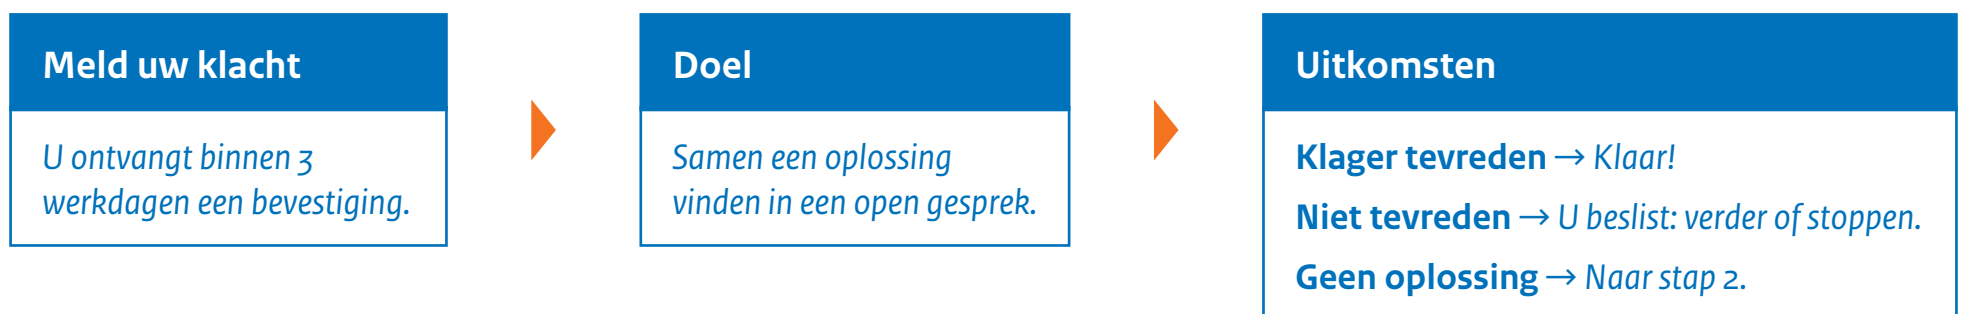 Meld uw klacht
U ontvangt binnen 3
werkdagen een bevestiging.
Doel
Samen een oplossing
vinden in een open gesprek.
Uitkomsten
Klager tevreden → Klaar!
Niet tevreden → U beslist: verder of stoppen.
Geen oplossing → Naar stap 2.